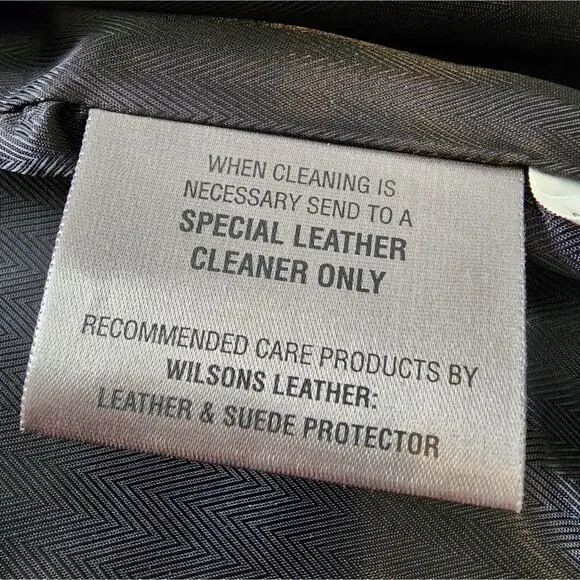 WHEN CLEANING IS
NECESSARY SEND TO A
SPECIAL LEATHER
CLEANER ONLY
RECOMMENDED CARE PRODUCTS BY
WILSONS LEATHER:
LEATHER & SUEDE PROTECTOR